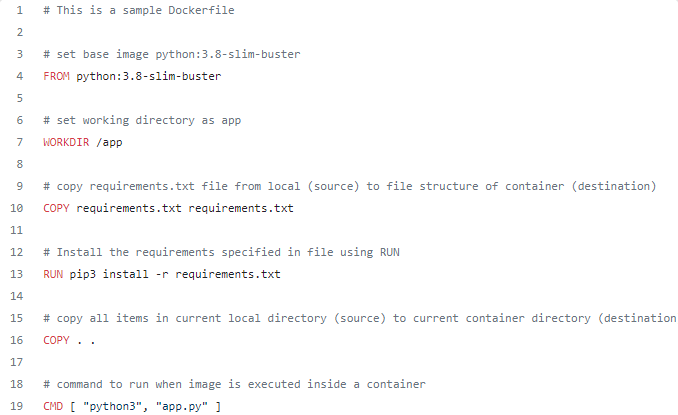 1 # This is a sample Dockerfile
2
3 # set base image python:3.8-slim-buster
4 FROM python:3.8-slim-buster
5
6 # set working directory as app
7 WORKDIR /app
8
9 # copy requirements.txt file from local (source) to file structure of container (destination)
10 COPY requirements.txt requirements.txt
11
12 # Install the requirements specified in file using RUN
13 RUN pip3 install -r requirements.txt
14
15 # copy all items in current local directory (source) to current container directory (destination
16 COPY . .
17
18 # command to run when image is executed inside a container
19 CMD [ "python3", "app.py" ]